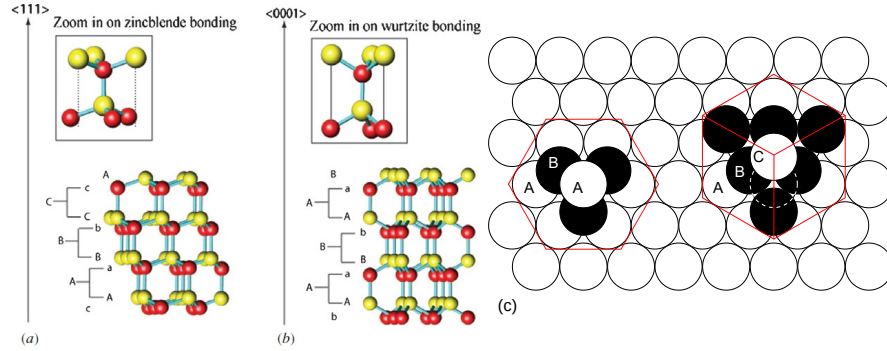 <111>
Zoom in on zincblende bonding
A
c
C
C
b
B
B
a
A
A
c
(a)
<0001>
Zoom in on wurtzite bonding
B
a
A
A
b
B
B
a
A
A
b
(b)
B
A
A
C
B
A
(c)